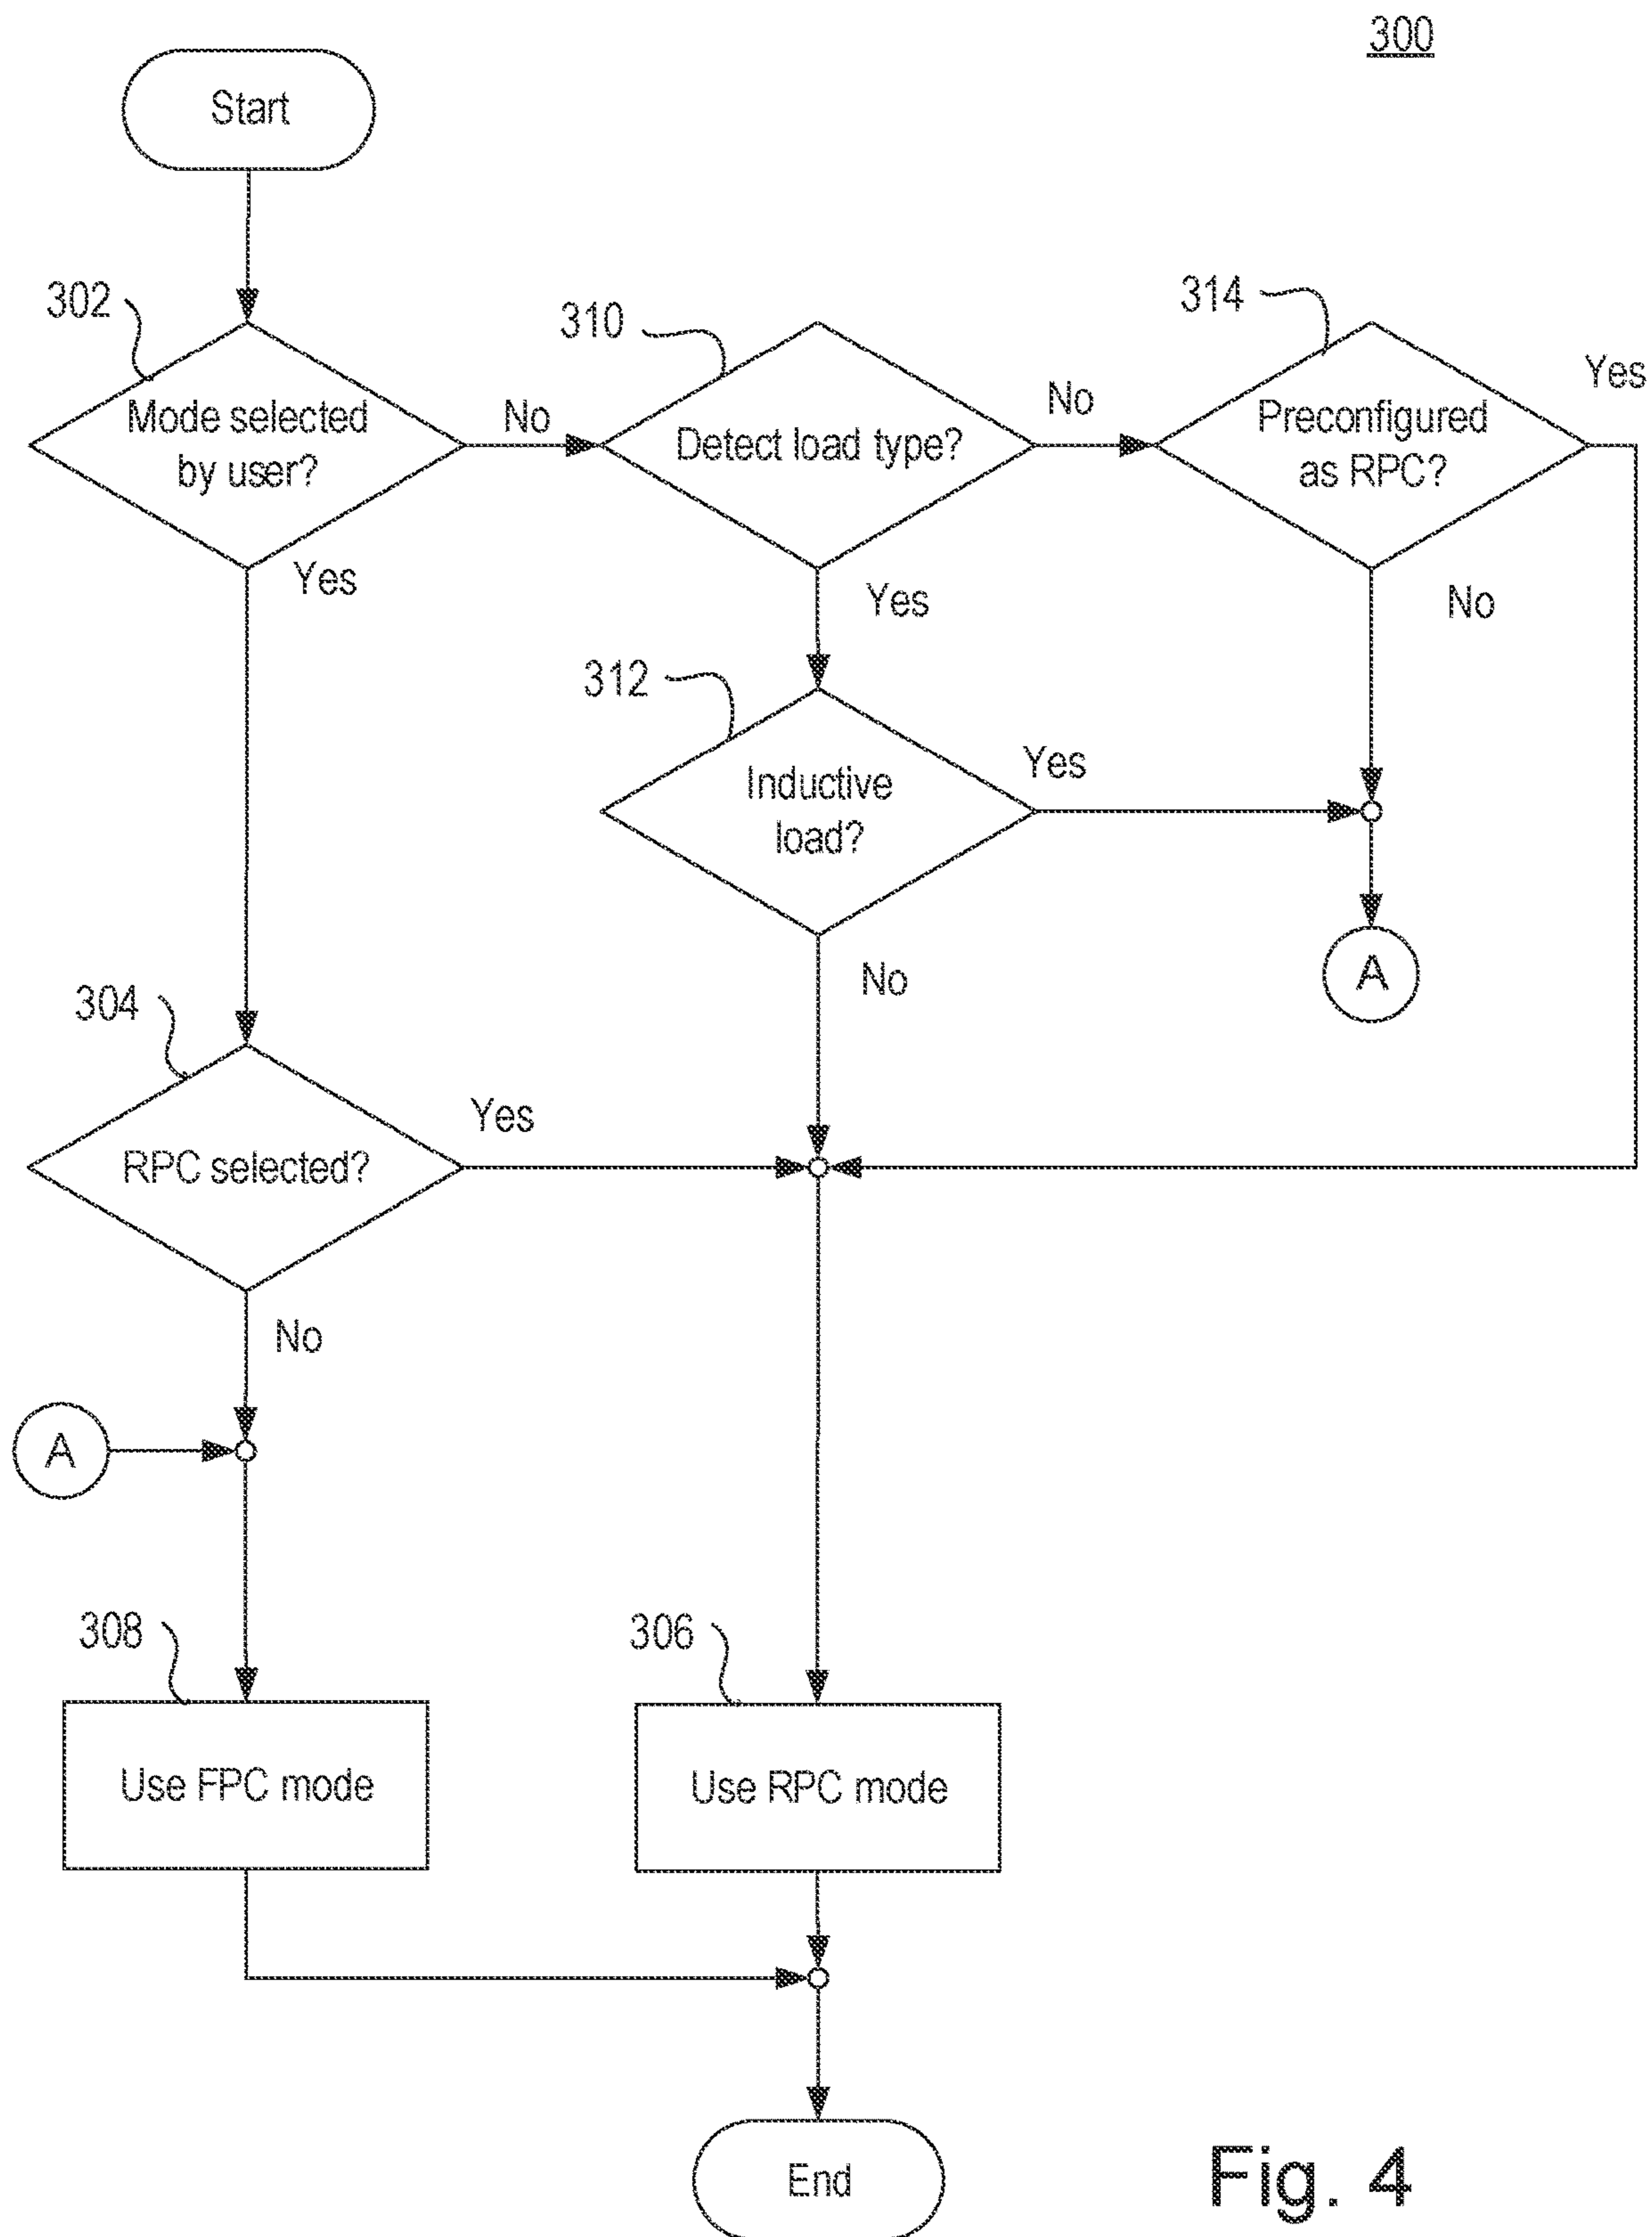 300
Start
302
Mode selected
by user?
No
Yes
310
Detect load type?
No
Yes
314
Preconfigured
as RPC?
Yes
No
312
Inductive
load?
Yes
No
A
304
RPC selected?
Yes
No
A
308
Use FPC mode
306
Use RPC mode
End
Fig. 4